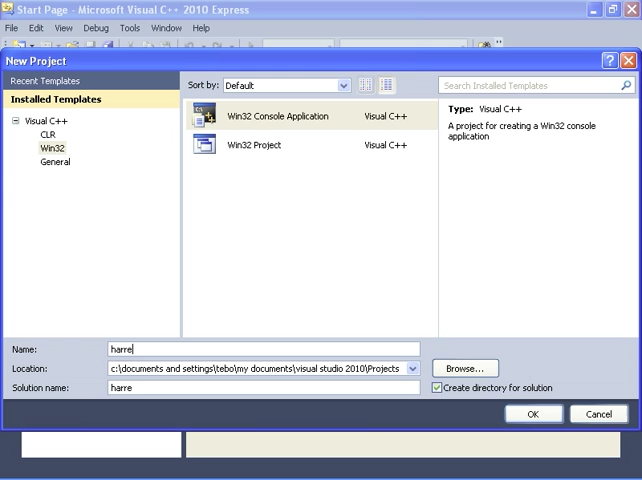 Start Page - Microsoft Visual C++ 2010 Express
File Edit View Debug Tools Window Help
New Project
Recent Templates
Installed Templates
Visual C++
CLR
Win32
General
Sort by: Default
Win32 Console Application Visual C++
Win32 Project Visual C++
Search Installed Templates
Type: Visual C++
A project for creating a Win32 console
application
Name: harre
Location: c:\documents and settings\tebo\my documents\visual studio 2010\Projects Browse...
Solution name: harre Create directory for solution
OK Cancel